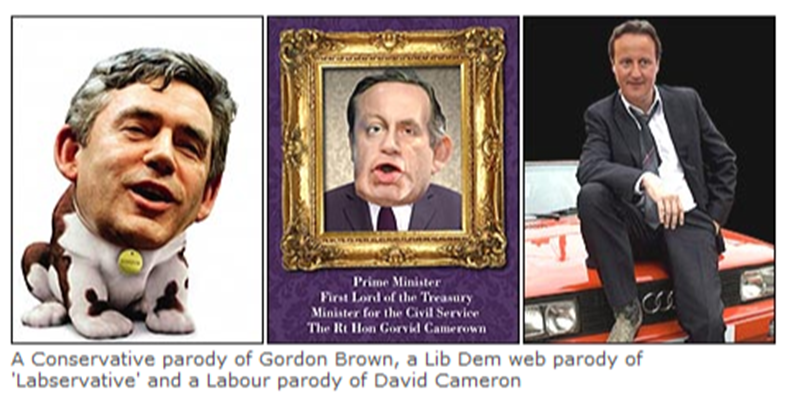 Prime Minister
First Lord of the Treasury
Minister for the Civil Service
The Rt Hon Gorvid Camerown
A Conservative parody of Gordon Brown, a Lib Dem web parody of
'Labservative' and a Labour parody of David Cameron